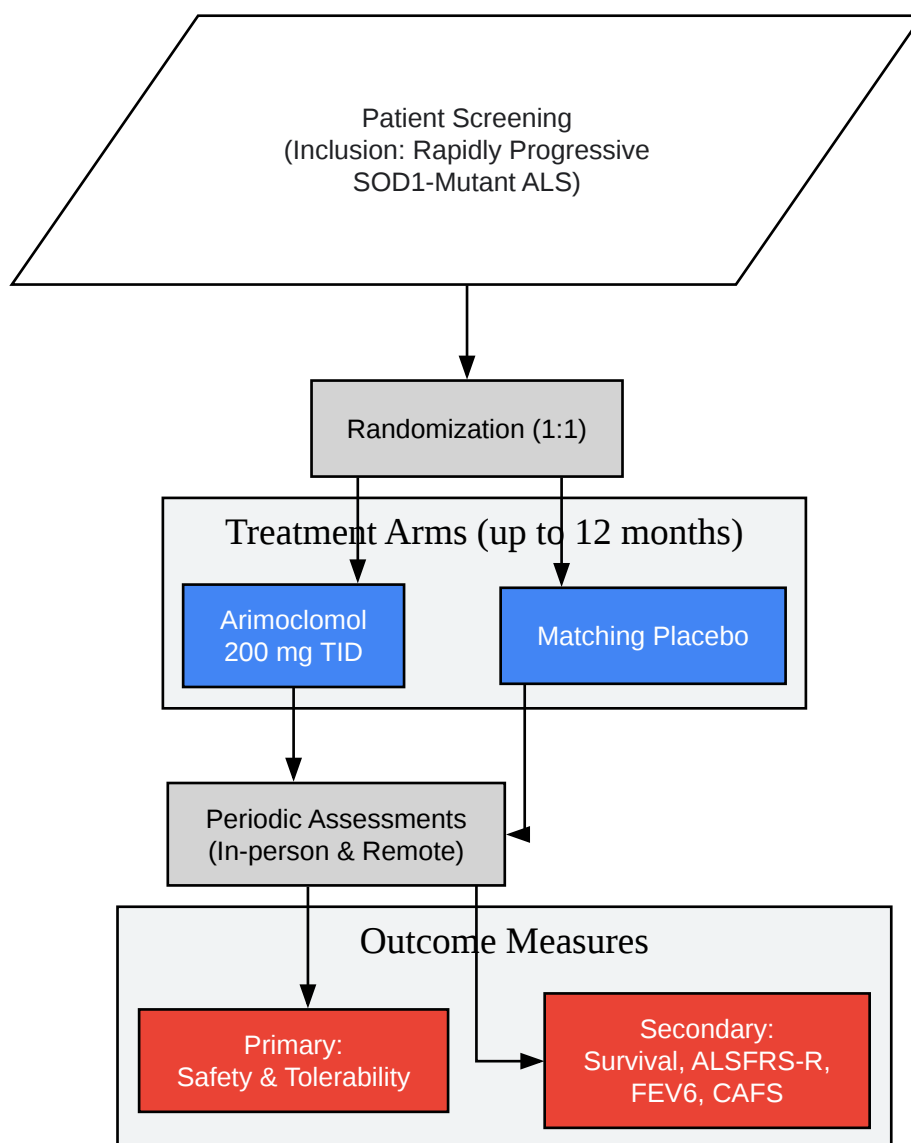 Patient Screening
(Inclusion: Rapidly Progressive
SOD1-Mutant ALS)
Randomization (1:1)
Treatment Arms (up to 12 months)
Arimoclomol
200 mg TID
Matching Placebo
Periodic Assessments
(In-person & Remote)
Outcome Measures
Primary:
Safety & Tolerability
Secondary:
Survival, ALSFRS-R,
FEV6, CAFS